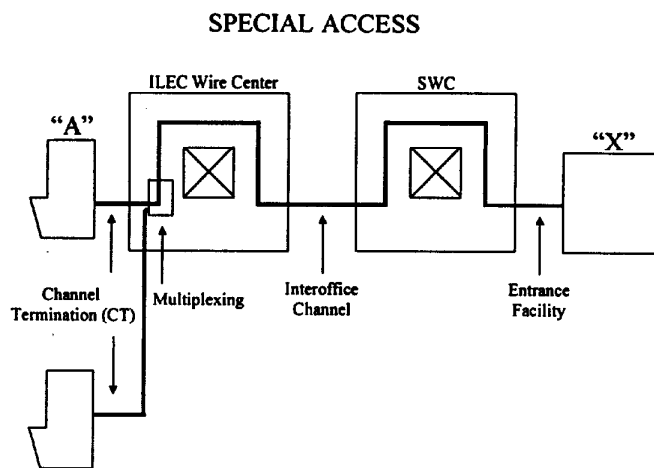 SPECIAL ACCESS
ILEC Wire Center
SWC
“A”
“X”
Channel
Termination (CT)
Multiplexing
Interoffice
Channel
Entrance
Facility